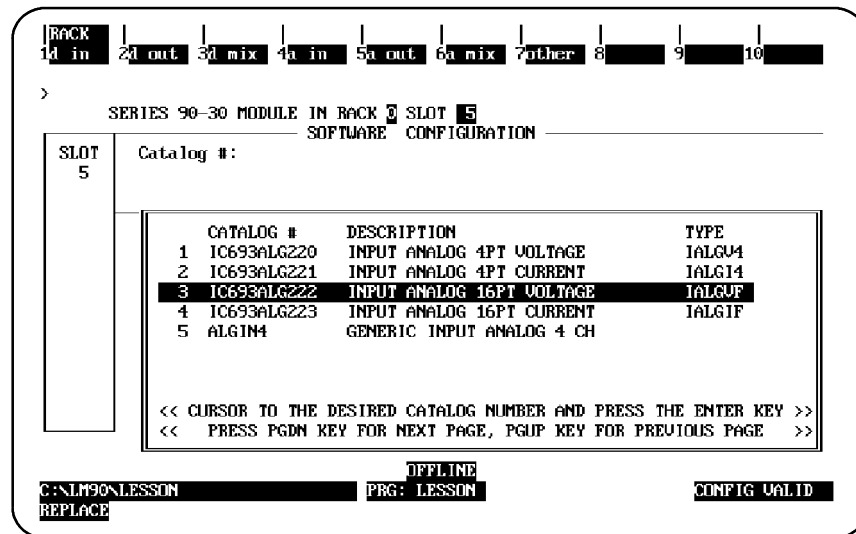 RACK
1d in 2d out 3d mix 4a in 5a out 6a mix 7other 8 9 10
>
SERIES 90-30 MODULE IN RACK 0 SLOT 5
SOFTWARE CONFIGURATION
SLOT Catalog #:
5
CATALOG # DESCRIPTION TYPE
1 IC693ALG220 INPUT ANALOG 4PT VOLTAGE IALGV4
2 IC693ALG221 INPUT ANALOG 4PT CURRENT IALGI4
3 IC693ALG222 INPUT ANALOG 16PT VOLTAGE IALGVF
4 IC693ALG223 INPUT ANALOG 16PT CURRENT IALGIF
5 ALGIN4 GENERIC INPUT ANALOG 4 CH
<< CURSOR TO THE DESIRED CATALOG NUMBER AND PRESS THE ENTER KEY >>
<< PRESS PGDN KEY FOR NEXT PAGE, PGUP KEY FOR PREVIOUS PAGE >>
OFFLINE
C:\LM90\LESSON PRG: LESSON CONFIG VALID
REPLACE